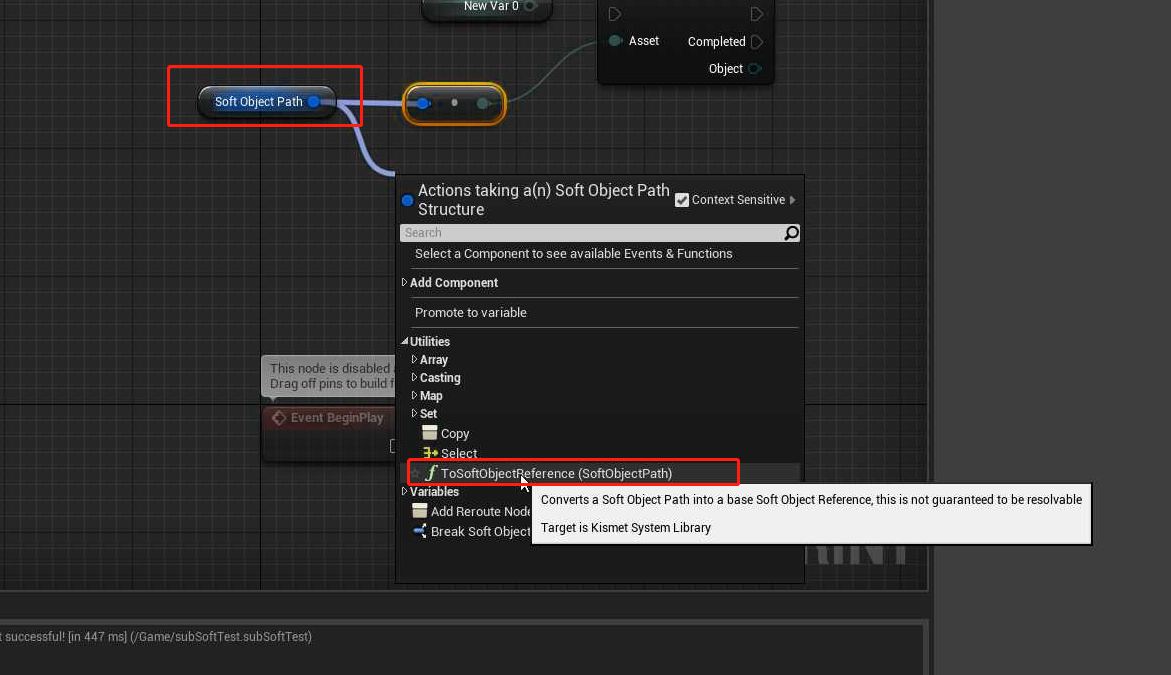 New Var 0
Asset
Completed
Object
Soft Object Path
Actions taking a(n) Soft Object Path
Structure
Context Sensitive
Search
Select a Component to see available Events & Functions
Add Component
Promote to variable
Utilities
Array
Casting
Map
Set
Copy
Select
ToSoftObjectReference (SoftObjectPath)
Variables
Add Reroute Node
Break Soft Object
Converts a Soft Object Path into a base Soft Object Reference, this is not guaranteed to be resolvable
Target is Kismet System Library
This node is disabled
Drag off pins to build
Event BeginPlay
successful! [in 447 ms] (/Game/subSoftTest.subSoftTest)